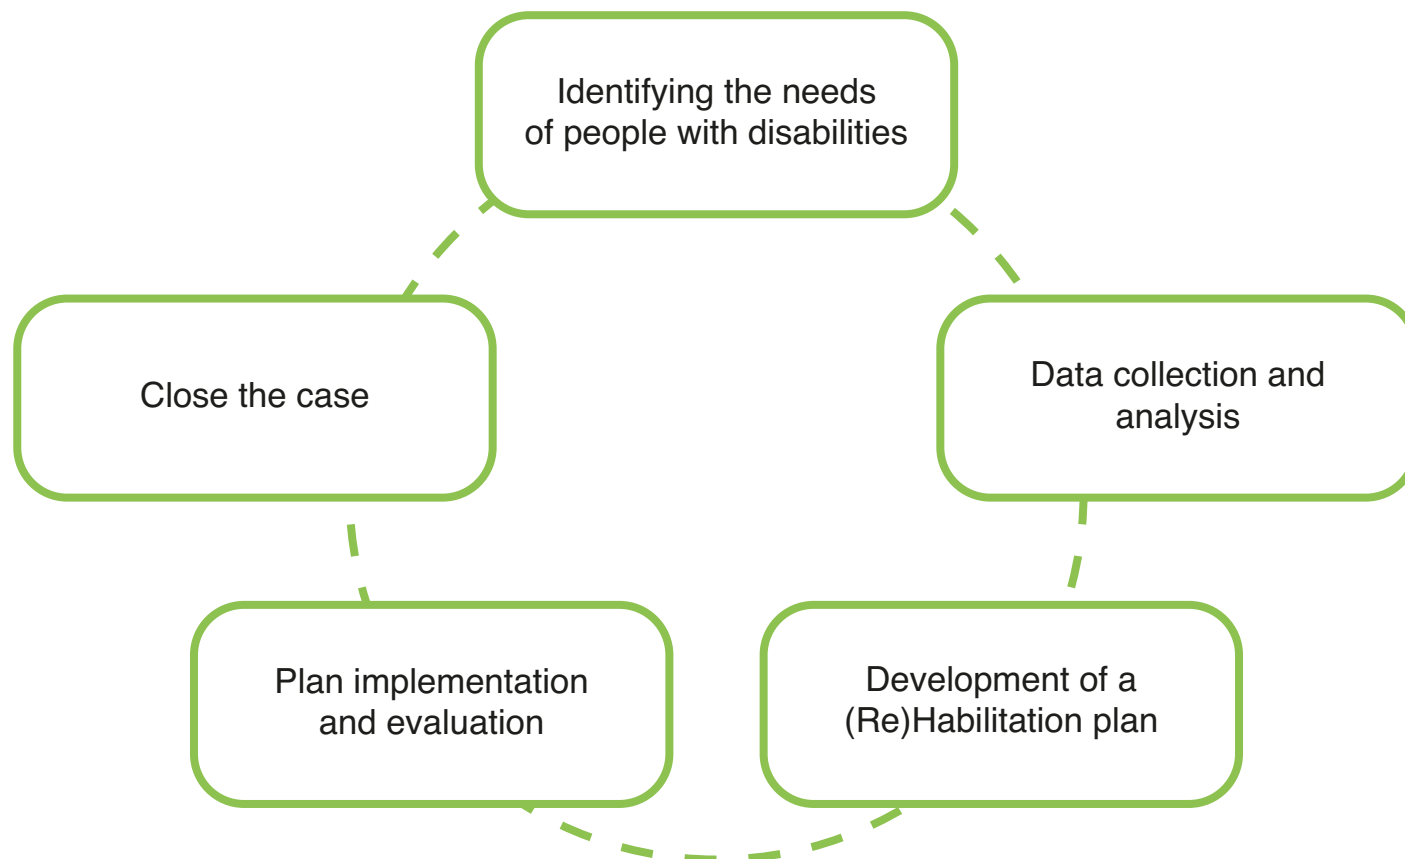 Identifying the needs
of people with disabilities
Data collection and
analysis
Development of a
(Re)Habilitation plan
Plan implementation
and evaluation
Close the case